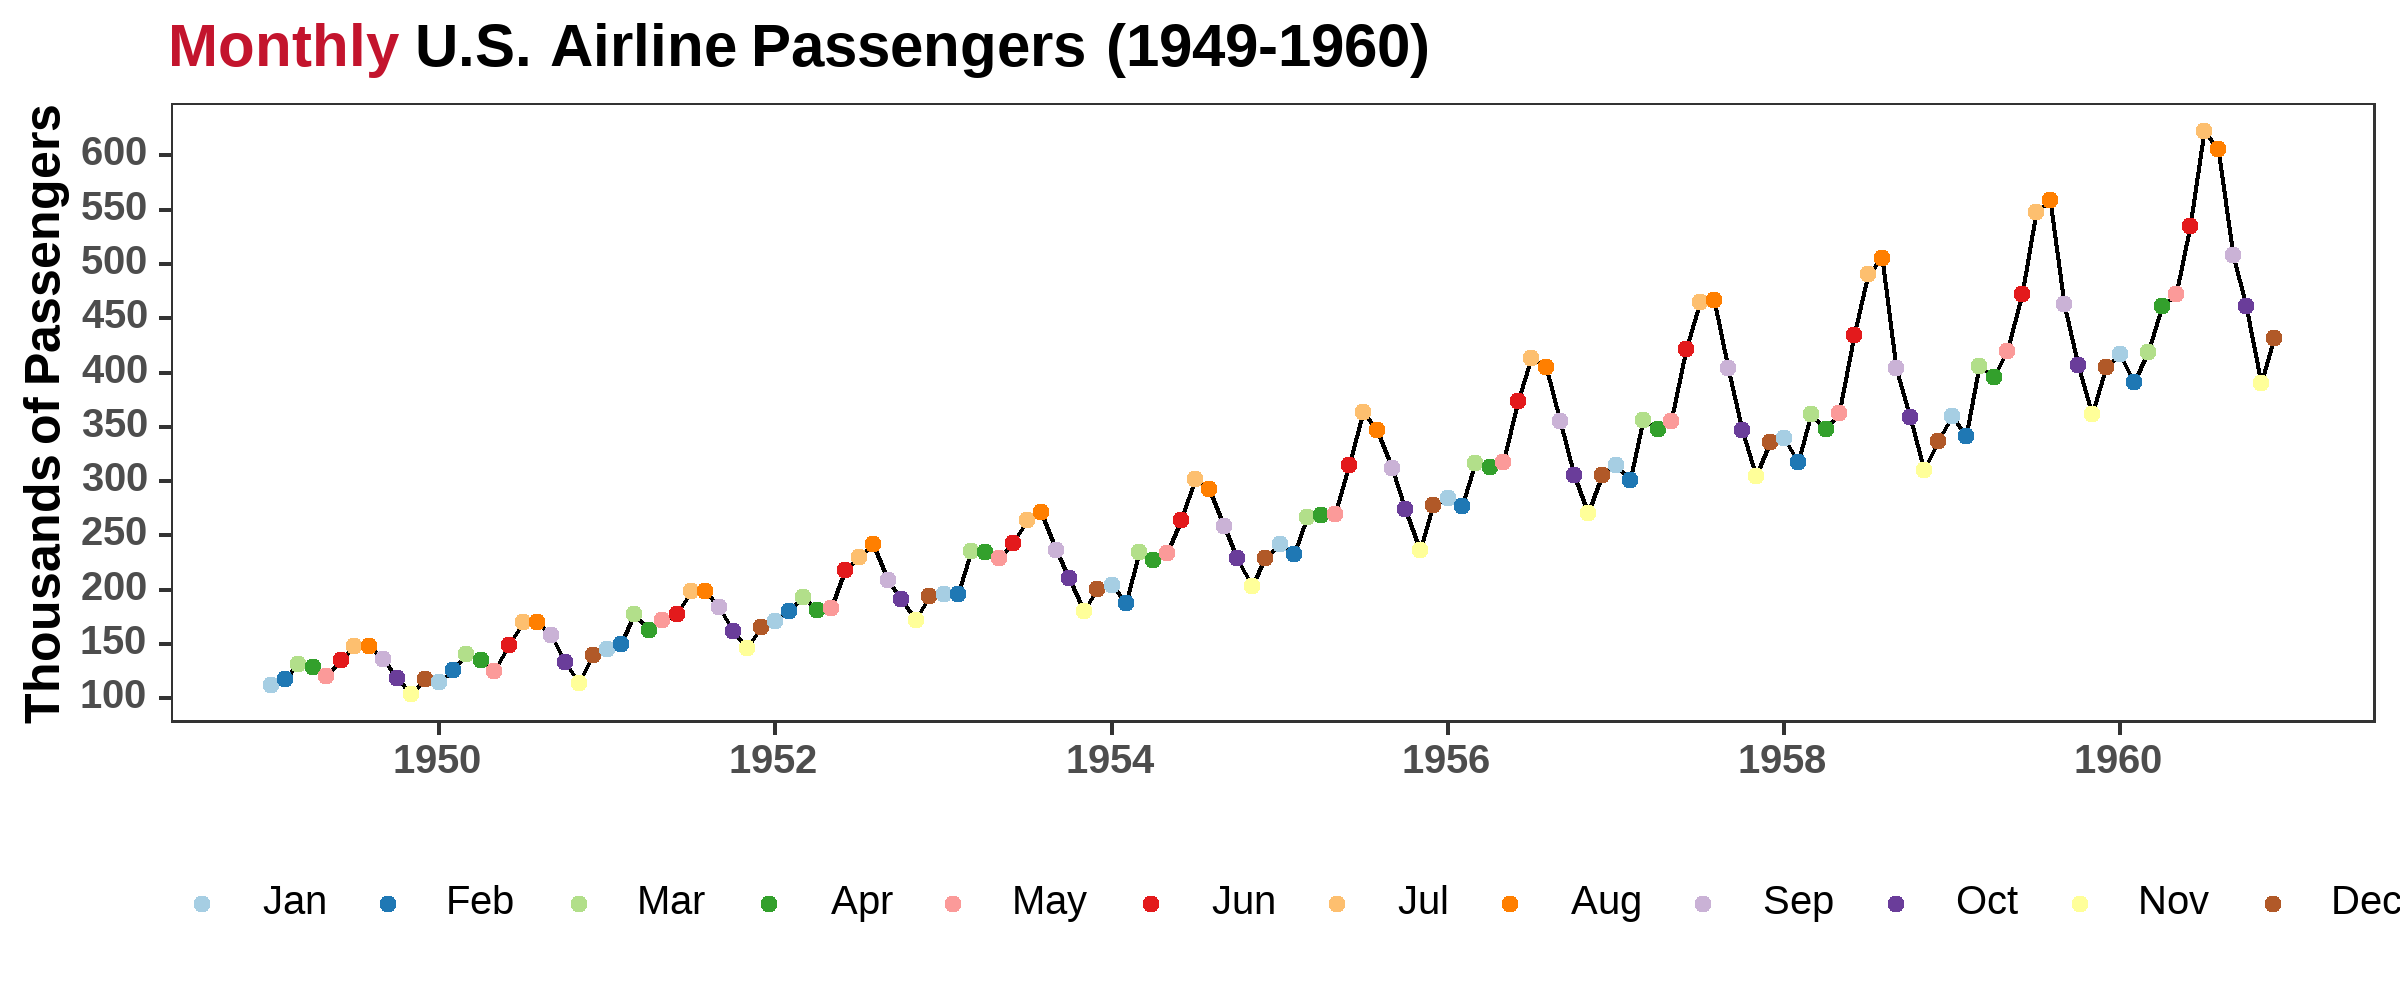 Monthly U.S. Airline Passengers (1949-1960)
Thousands of Passengers
600
550
500
450
400
350
300
250
200
150
100
1950 1952 1954 1956 1958 1960
Jan Feb Mar Apr May Jun Jul Aug Sep Oct Nov Dec